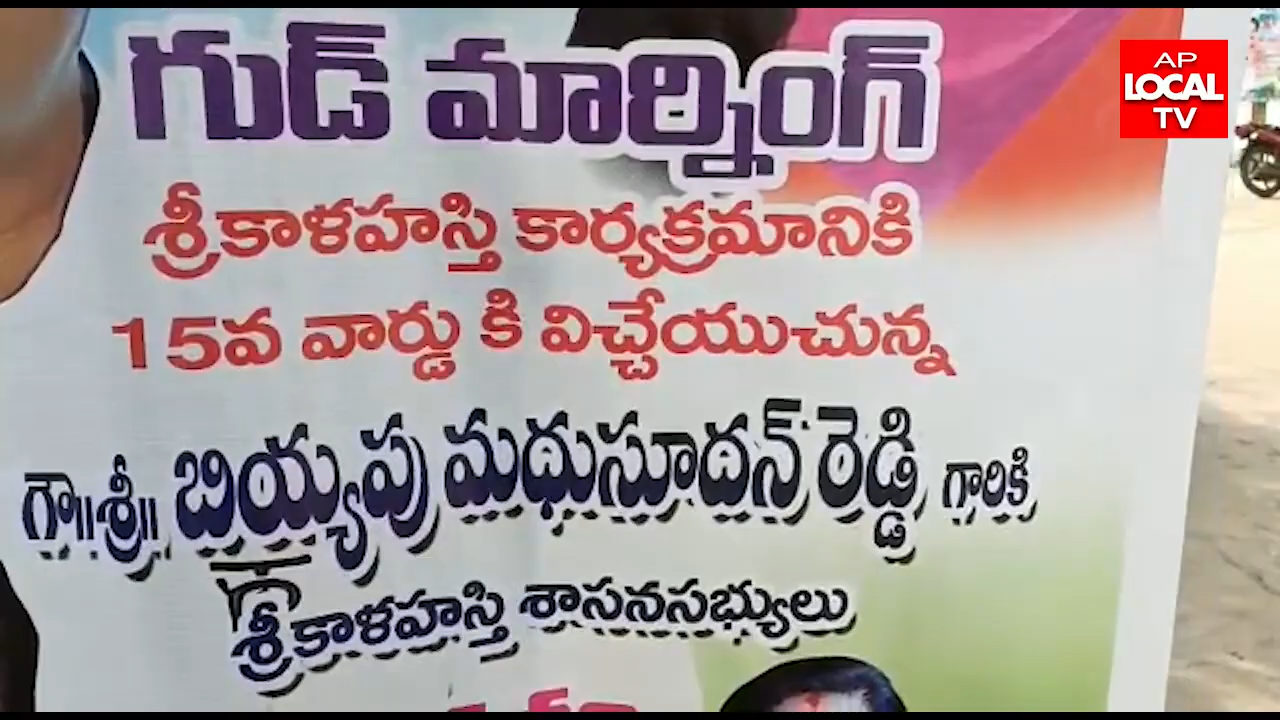 గుడ్ మార్నింగ్
శ్రీకాళహస్తి కార్యక్రమానికి
15వ వార్డు కి విచ్చేయుచున్న
గౌ॥శ్రీ॥ బియ్యపు మధుసూదన్ రెడ్డి గారికి
శ్రీకాళహస్తి శాసనసభ్యులు
AP
LOCAL
TV